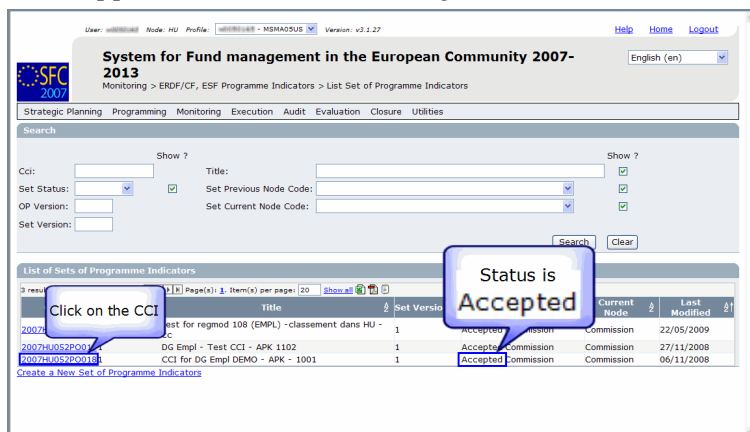 User: Node: HU Profile: - MSMA05US Version: v3.1.27 Help Home Logout
System for Fund management in the European Community 2007-
2013
English (en)
SFC
2007
Monitoring > ERDF/CF, ESF Programme Indicators > List Set of Programme Indicators
Strategic Planning Programming Monitoring Execution Audit Evaluation Closure Utilities
Search
Show ? Show ?
Cci: Title:
Set Status: Set Previous Node Code:
OP Version: Set Current Node Code:
Set Version:
Search Clear
List of Sets of Programme Indicators
Status is
Accepted
Click on the CCI
Page(s): 1. Item(s) per page: 20 Show all
Title Set Versio Current Node Last Modified
est for regmod 108 (EMPL) -classement dans HU - 1 Accepted Commission 22/05/2009
DG Empl - Test CCI - APK 1102 1 Accepted Commission Commission 27/11/2008
2007HU052PO0181 CCI for DG Empl DEMO - APK - 1001 1 Accepted Commission Commission 06/11/2008
Create a New Set of Programme Indicators